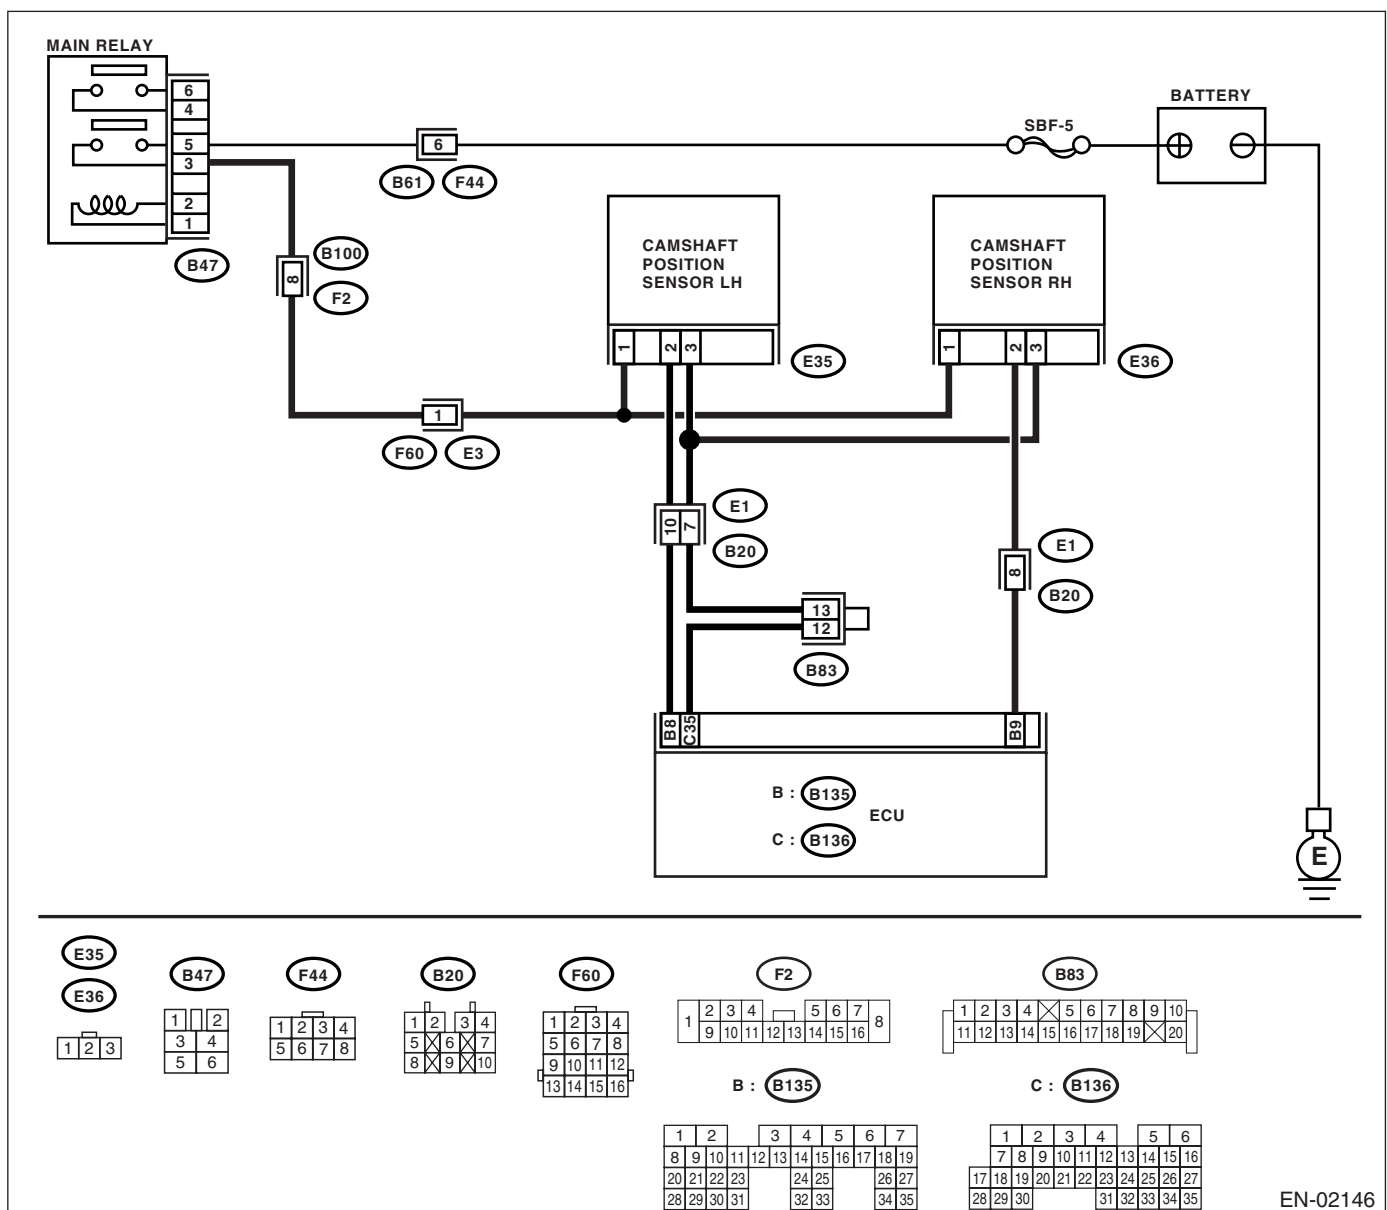 MAIN RELAY
6
4
5
3
2
1
B47
6
B61 F44
SBF-5
BATTERY
8
B100
F2
CAMSHAFT
POSITION
SENSOR LH
1 2 3
E35
CAMSHAFT
POSITION
SENSOR RH
1 2 3
E36
1
F60 E3
10 7
E1
B20
8
E1
B20
13
12
B83
B8 C35 B9
B : B135
ECU
C : B136
E
E35
E36
1 2 3
B47
1 2
3 4
5 6
F44
1 2 3 4
5 6 7 8
B20
1 2 3 4
5 6 7
8 9 10
F60
1 2 3 4
5 6 7 8
9 10 11 12
13 14 15 16
F2
1 2 3 4 5 6 7 8
9 10 11 12 13 14 15 16
B83
1 2 3 4 5 6 7 8 9 10
11 12 13 14 15 16 17 18 19 20
B : B135
1 2 3 4 5 6 7
8 9 10 11 12 13 14 15 16 17 18 19
20 21 22 23 24 25 26 27
28 29 30 31 32 33 34 35
C : B136
1 2 3 4 5 6
7 8 9 10 11 12 13 14 15 16
17 18 19 20 21 22 23 24 25 26 27
28 29 30 31 32 33 34 35
EN-02146